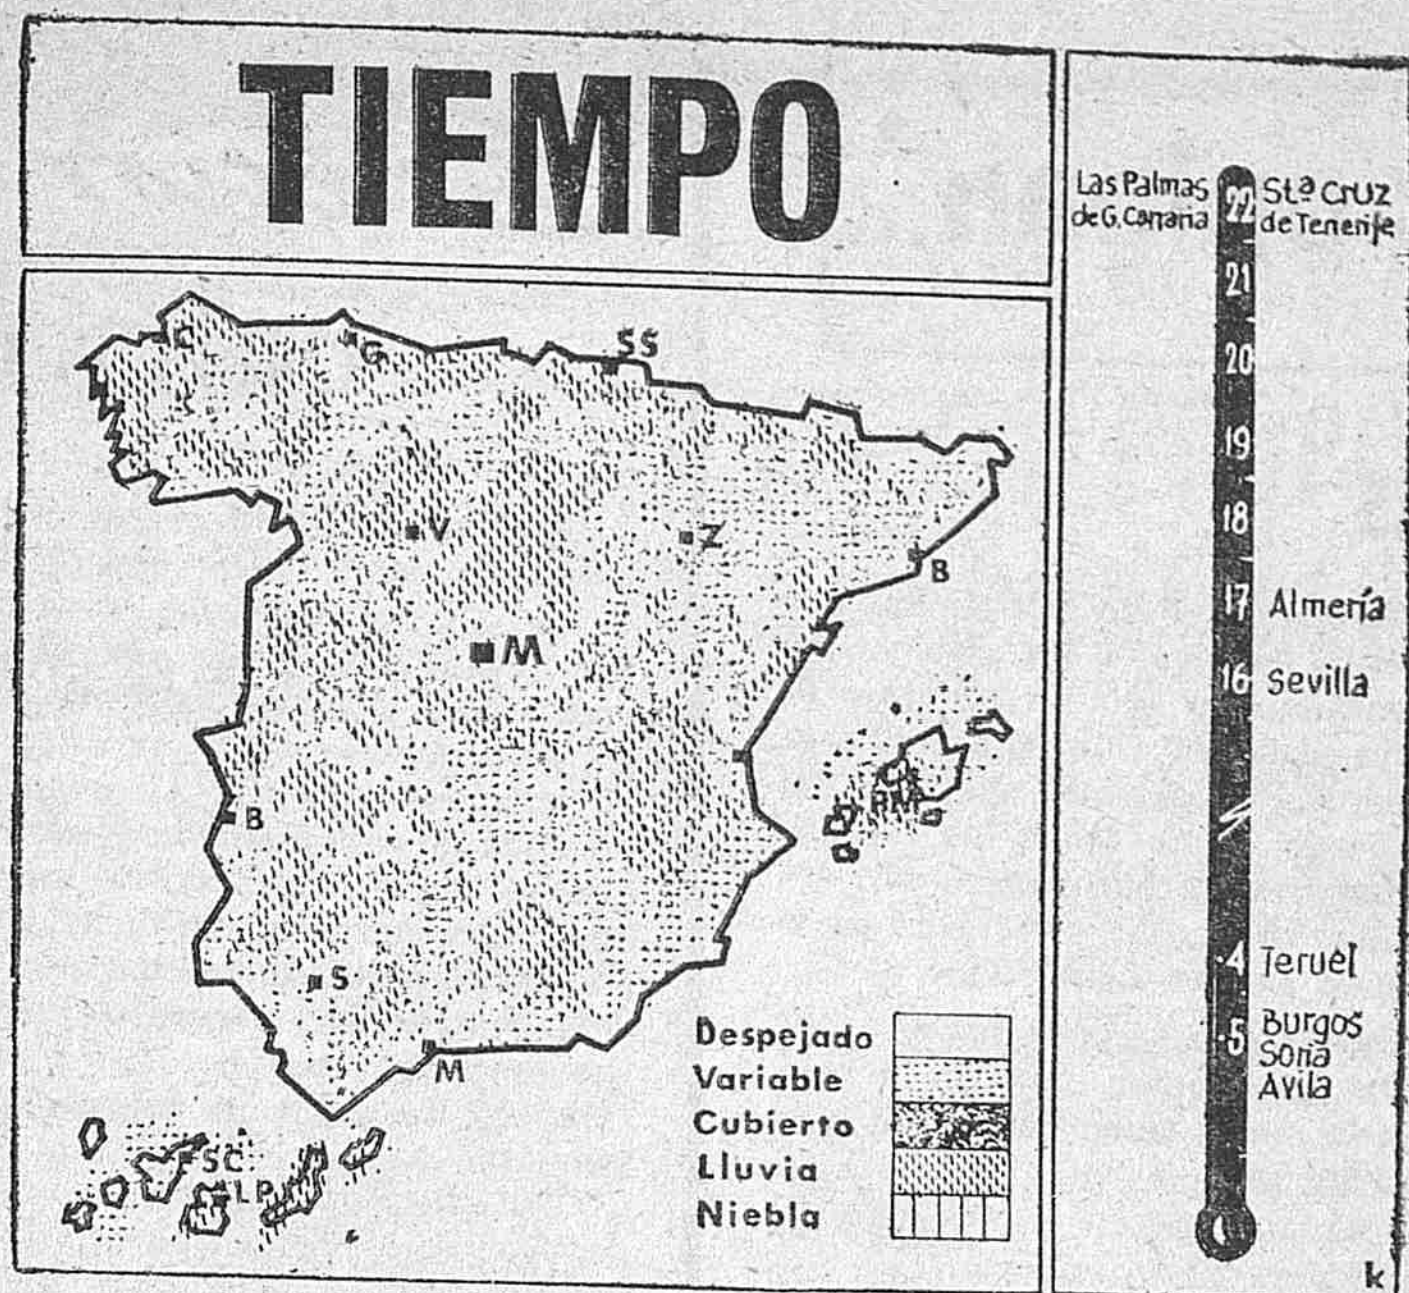 TIEMPO
C
G
SS
V
Z
B
M
B
PM
S
M
SC
LP
Despejado
Variable
Cubierto
Lluvia
Niebla
Las Palmas
de G. Canaria
22
Stª Cruz
de Tenerife
21
20
19
18
17 Almería
16 Sevilla
-4 Teruel
-5 Burgos
Soria
Avila
k